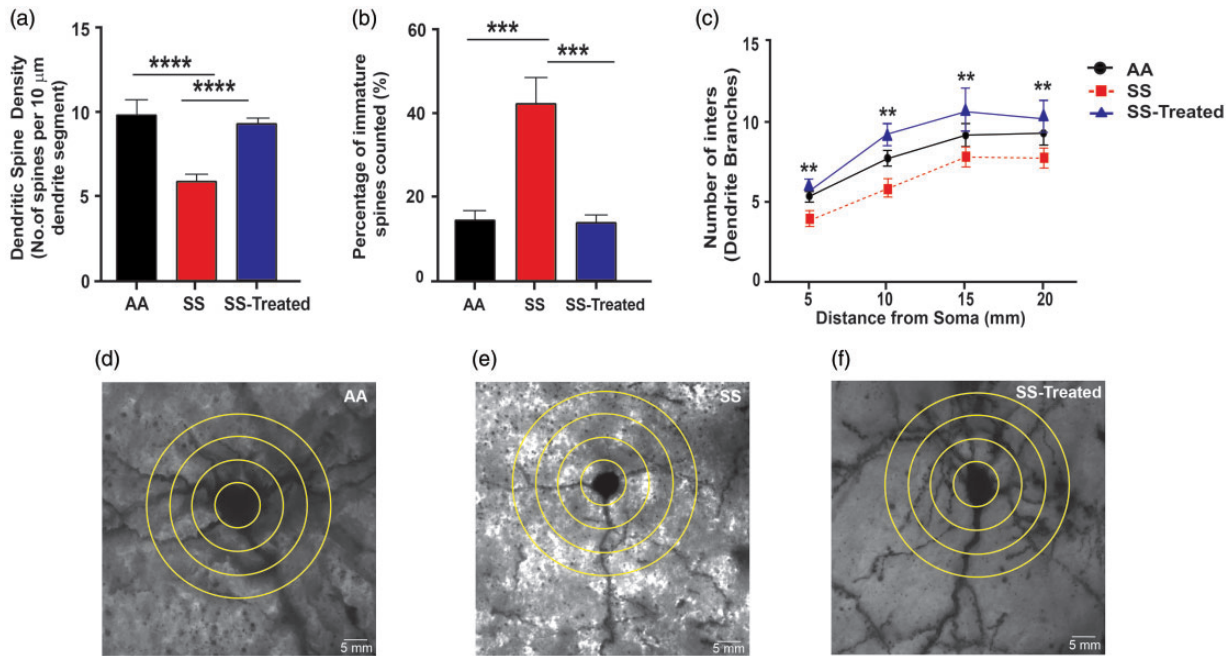 (a)
Dendritic Spine Density
(No.of spines per 10 μm
dendrite segment)
15
10
5
0
****
****
AA
SS
SS-Treated
(b)
Percentage of immature
spines counted (%)
60
40
20
0
***
***
AA
SS
SS-Treated
(c)
Number of inters
(Dendrite Branches)
15
10
5
0
**
**
**
**
5
10
15
20
Distance from Soma (mm)
AA
SS
SS-Treated
(d)
AA
5 mm
(e)
SS
5 mm
(f)
SS-Treated
5 mm